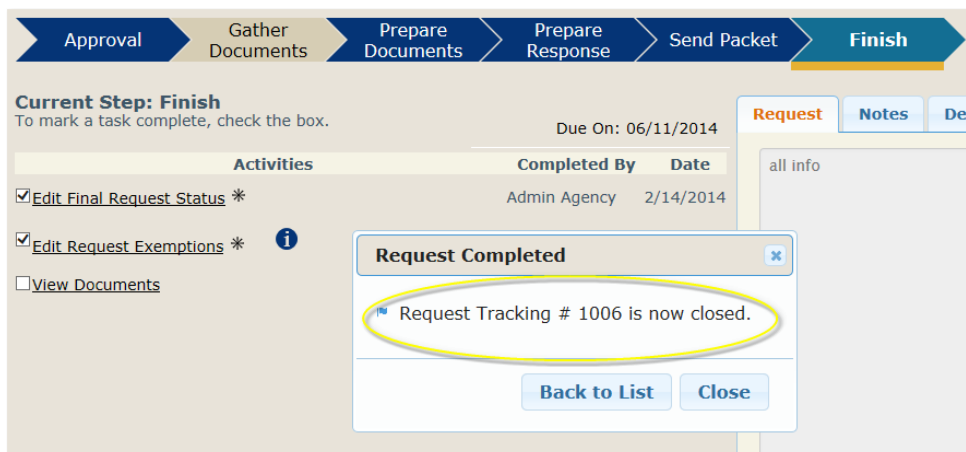 Approval
Gather
Documents
Prepare
Documents
Prepare
Response
Send Packet
Finish
Current Step: Finish
To mark a task complete, check the box.
Due On: 06/11/2014
Request
Notes
De
Activities
Completed By
Date
all info
Edit Final Request Status *
Admin Agency
2/14/2014
Edit Request Exemptions *
i
View Documents
Request Completed
x
Request Tracking # 1006 is now closed.
Back to List
Close